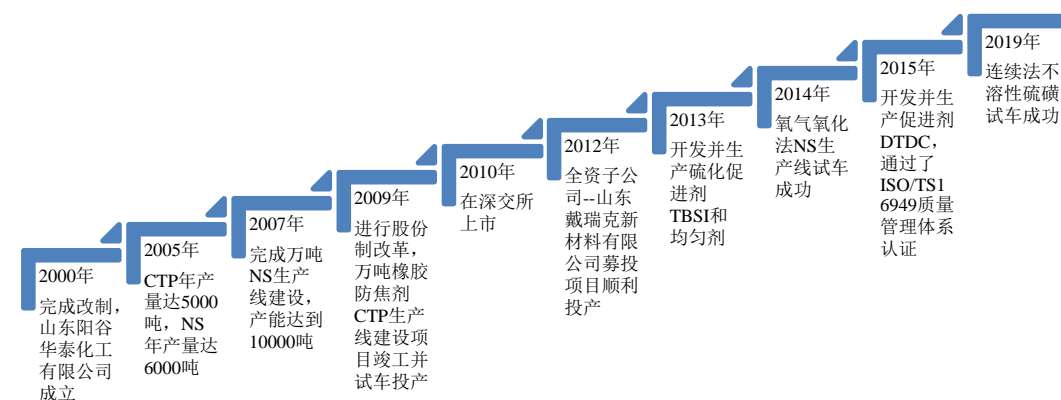 2000年
完成改制，
山东阳谷
华泰化工
有限公司
成立
2005年
CTP年产
量达5000
吨，NS
年产量达
6000吨
2007年
完成万吨
NS生产
线建设，
产能达到
10000吨
2009年
进行股份
制改革，
万吨橡胶
防焦剂
CTP生产
线建设项
目竣工并
试车投产
2010年
在深交所
上市
2012年
全资子公
司--山东
戴瑞克新
材料有限
公司募投
项目顺利
投产
2013年
开发并生
产硫化促
进剂
TBSI和
均匀剂
2014年
氧气氧化
法NS生
产线试车
成功
2015年
开发并生
产促进剂
DTDC，
通过了
ISO/TS1
6949质量
管理体系
认证
2019年
连续法不
溶性硫磺
试车成功